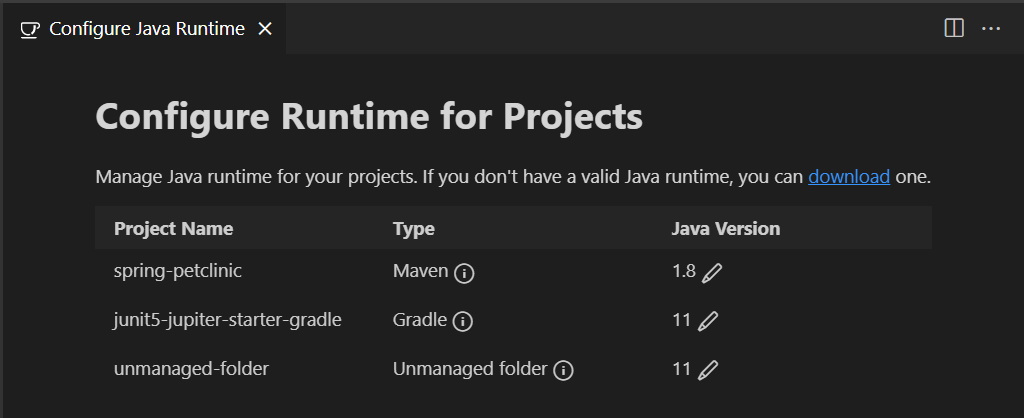 Configure Java Runtime
Configure Runtime for Projects
Manage Java runtime for your projects. If you don't have a valid Java runtime, you can download one.
Project Name Type Java Version
spring-petclinic Maven 1.8
junit5-jupiter-starter-gradle Gradle 11
unmanaged-folder Unmanaged folder 11